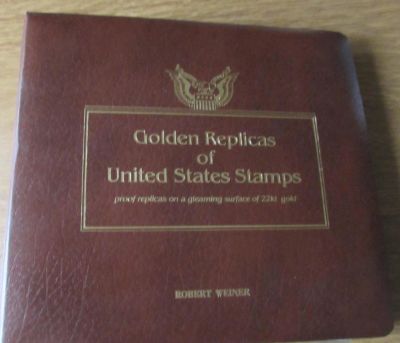 Golden Replicas
of
United States Stamps
proof replicas on a gleaming surface of 22kt gold
ROBERT WEINER